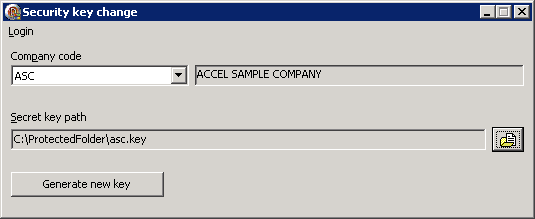 Security key change
Login
Company code
ASC
ACCEL SAMPLE COMPANY
Secret key path
C:\ProtectedFolder\asc.key
Generate new key